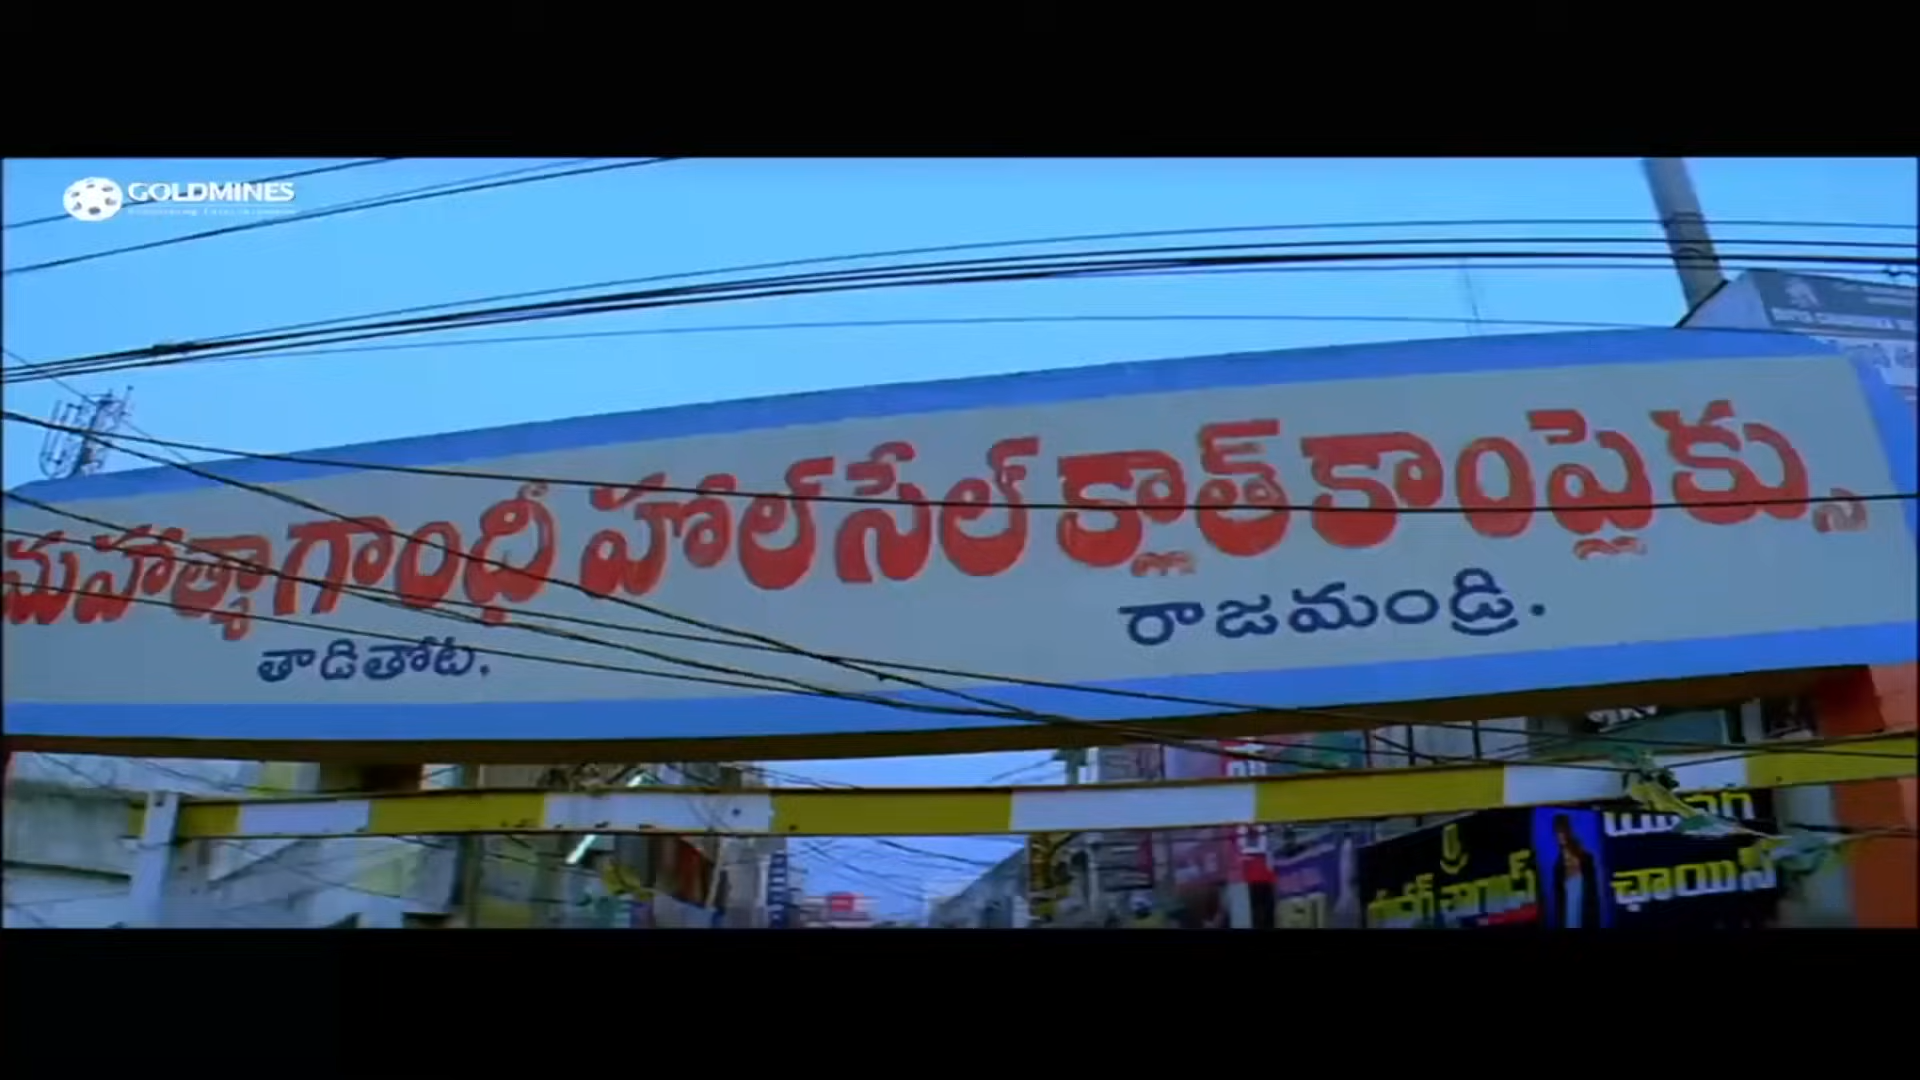 GOLDMINES
మహాత్మాగాంధీ హోల్ సేల్ క్లాత్ కాంప్లెక్సు
తాడితోట.
రాజమండ్రి.
ఛాయిస్